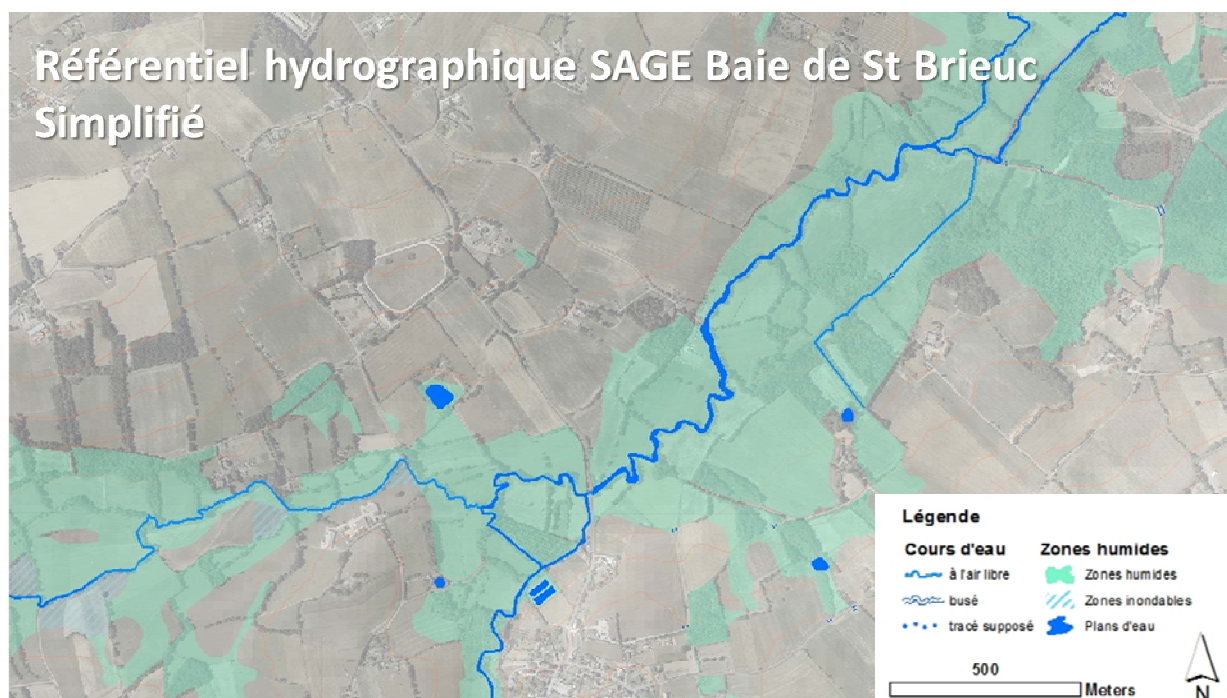 Référentiel hydrographique SAGE Baie de St Brieuc
Simplifié
Légende
Cours d'eau
à l'air libre
busé
tracé supposé
Zones humides
Zones humides
Zones inondables
Plans d'eau
500
Meters
N